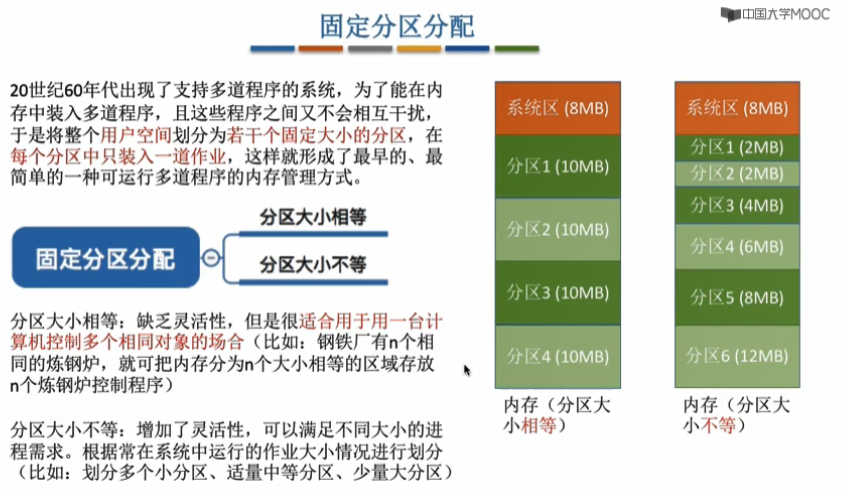 固定分区分配
中国大学MOOC
20世纪60年代出现了支持多道程序的系统，为了能在内
存中装入多道程序，且这些程序之间又不会相互干扰，
于是将整个用户空间划分为若干个固定大小的分区，在
每个分区中只装入一道作业，这样就形成了最早的、最
简单的一种可运行多道程序的内存管理方式。
固定分区分配
分区大小相等
分区大小不等
分区大小相等：缺乏灵活性，但是很适合用于用一台计
算机控制多个相同对象的场合（比如：钢铁厂有n个相
同的炼钢炉，就可把内存分为n个大小相等的区域存放
n个炼钢炉控制程序）
分区大小不等：增加了灵活性，可以满足不同大小的进
程需求。根据常在系统中运行的作业大小情况进行划分
（比如：划分多个小分区、适量中等分区、少量大分区）
系统区 (8MB)
分区1 (10MB)
分区2 (10MB)
分区3 (10MB)
分区4 (10MB)
内存（分区大
小相等）
系统区 (8MB)
分区1 (2MB)
分区2 (2MB)
分区3 (4MB)
分区4 (6MB)
分区5 (8MB)
分区6 (12MB)
内存（分区大
小不等）